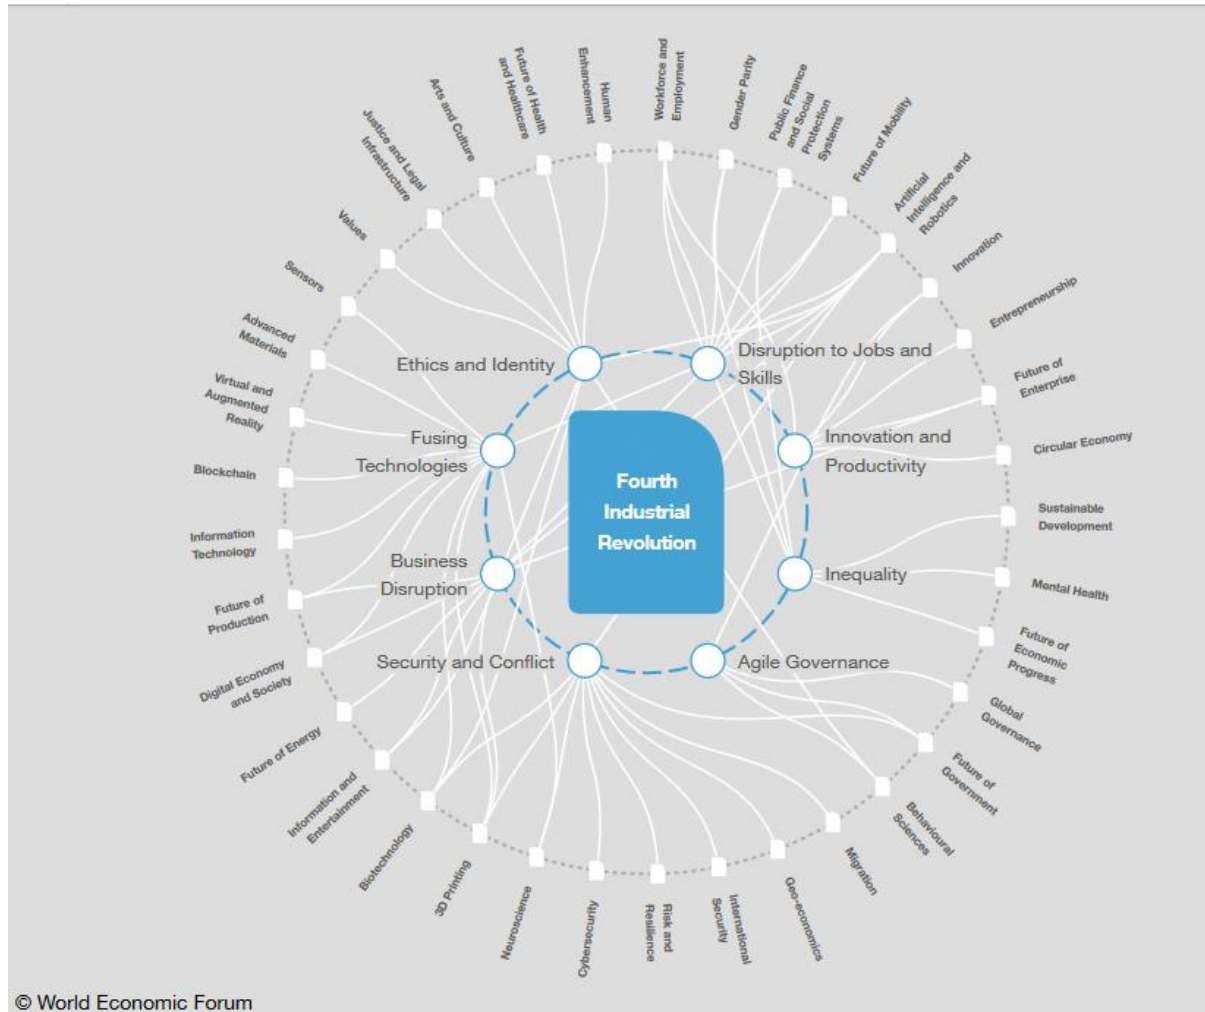 Fourth
Industrial
Revolution
Ethics and Identity
Disruption to Jobs and
Skills
Innovation and
Productivity
Inequality
Agile Governance
Security and Conflict
Business
Disruption
Fusing
Technologies
Human
Enhancement
Workforce and
Employment
Gender Parity
Public Finance
and Social
Protection
Systems
Future of Mobility
Artificial
Intelligence and
Robotics
Innovation
Entrepreneurship
Future of
Enterprise
Circular Economy
Sustainable
Development
Mental Health
Future of
Economic
Progress
Global
Governance
Future of
Government
Behavioural
Sciences
Migration
Geo-economics
International
Security
Risk and
Resilience
Cybersecurity
Neuroscience
3D Printing
Biotechnology
Information and
Entertainment
Future of Energy
Digital Economy
and Society
Future of
Production
Information
Technology
Blockchain
Virtual and
Augmented
Reality
Advanced
Materials
Sensors
Values
Justice and Legal
Infrastructure
Arts and Culture
Future of Health
and Healthcare
© World Economic Forum